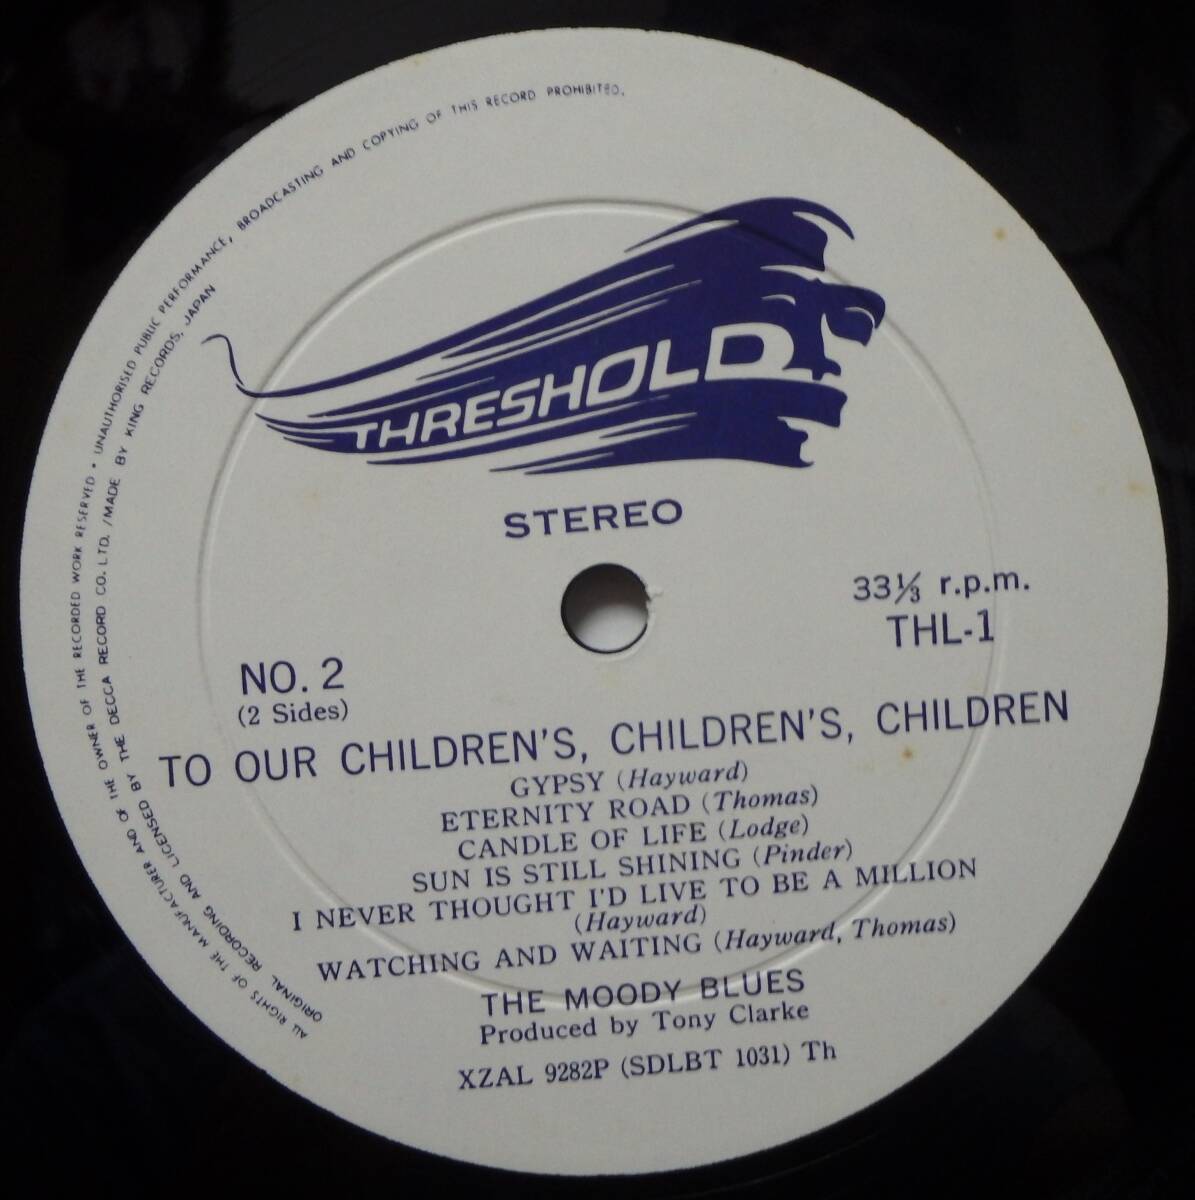 ALL RIGHTS OF THE MANUFACTURER AND OF THE OWNER OF THE RECORDED WORK RESERVED • UNAUTHORISED PUBLIC PERFORMANCE, BROADCASTING AND COPYING OF THIS RECORD PROHIBITED.
ORIGINAL RECORDING AND LICENSED BY THE DECCA RECORD CO. LTD. / MADE BY KING RECORDS, JAPAN
THRESHOLD
STEREO
33⅓ r.p.m.
THL-1
NO. 2
(2 Sides)
TO OUR CHILDREN'S, CHILDREN'S, CHILDREN
GYPSY (Hayward)
ETERNITY ROAD (Thomas)
CANDLE OF LIFE (Lodge)
SUN IS STILL SHINING (Pinder)
I NEVER THOUGHT I'D LIVE TO BE A MILLION
(Hayward)
WATCHING AND WAITING (Hayward, Thomas)
THE MOODY BLUES
Produced by Tony Clarke
XZAL 9282P (SDLBT 1031) Th